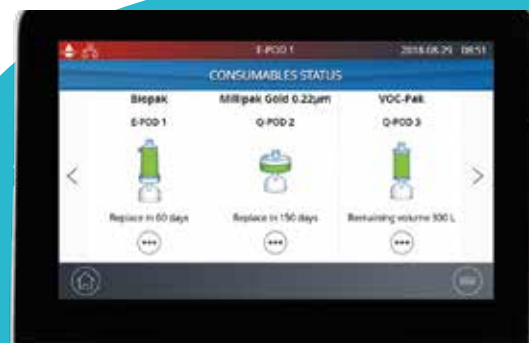 E-POD 1 2018.08.29 08:51
CONSUMABLES STATUS
Biopak Millipak Gold 0.22µm VOC-Pak
E-POD 1 Q-POD 2 Q-POD 3
Replace in 60 days Replace in 150 days Remaining volume 300 L